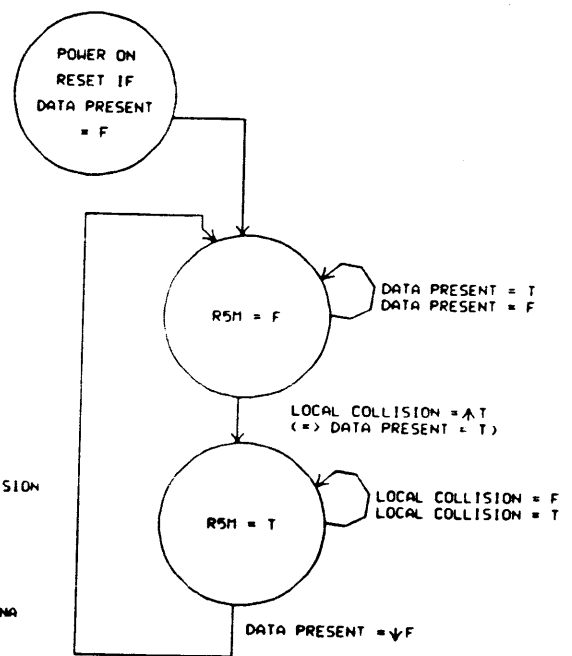 POWER ON
RESET IF
DATA PRESENT
= F
R5M = F
DATA PRESENT = T
DATA PRESENT = F
LOCAL COLLISION =↑T
(=> DATA PRESENT = T)
SION
R5M = T
LOCAL COLLISION = F
LOCAL COLLISION = T
NA
DATA PRESENT =↓F